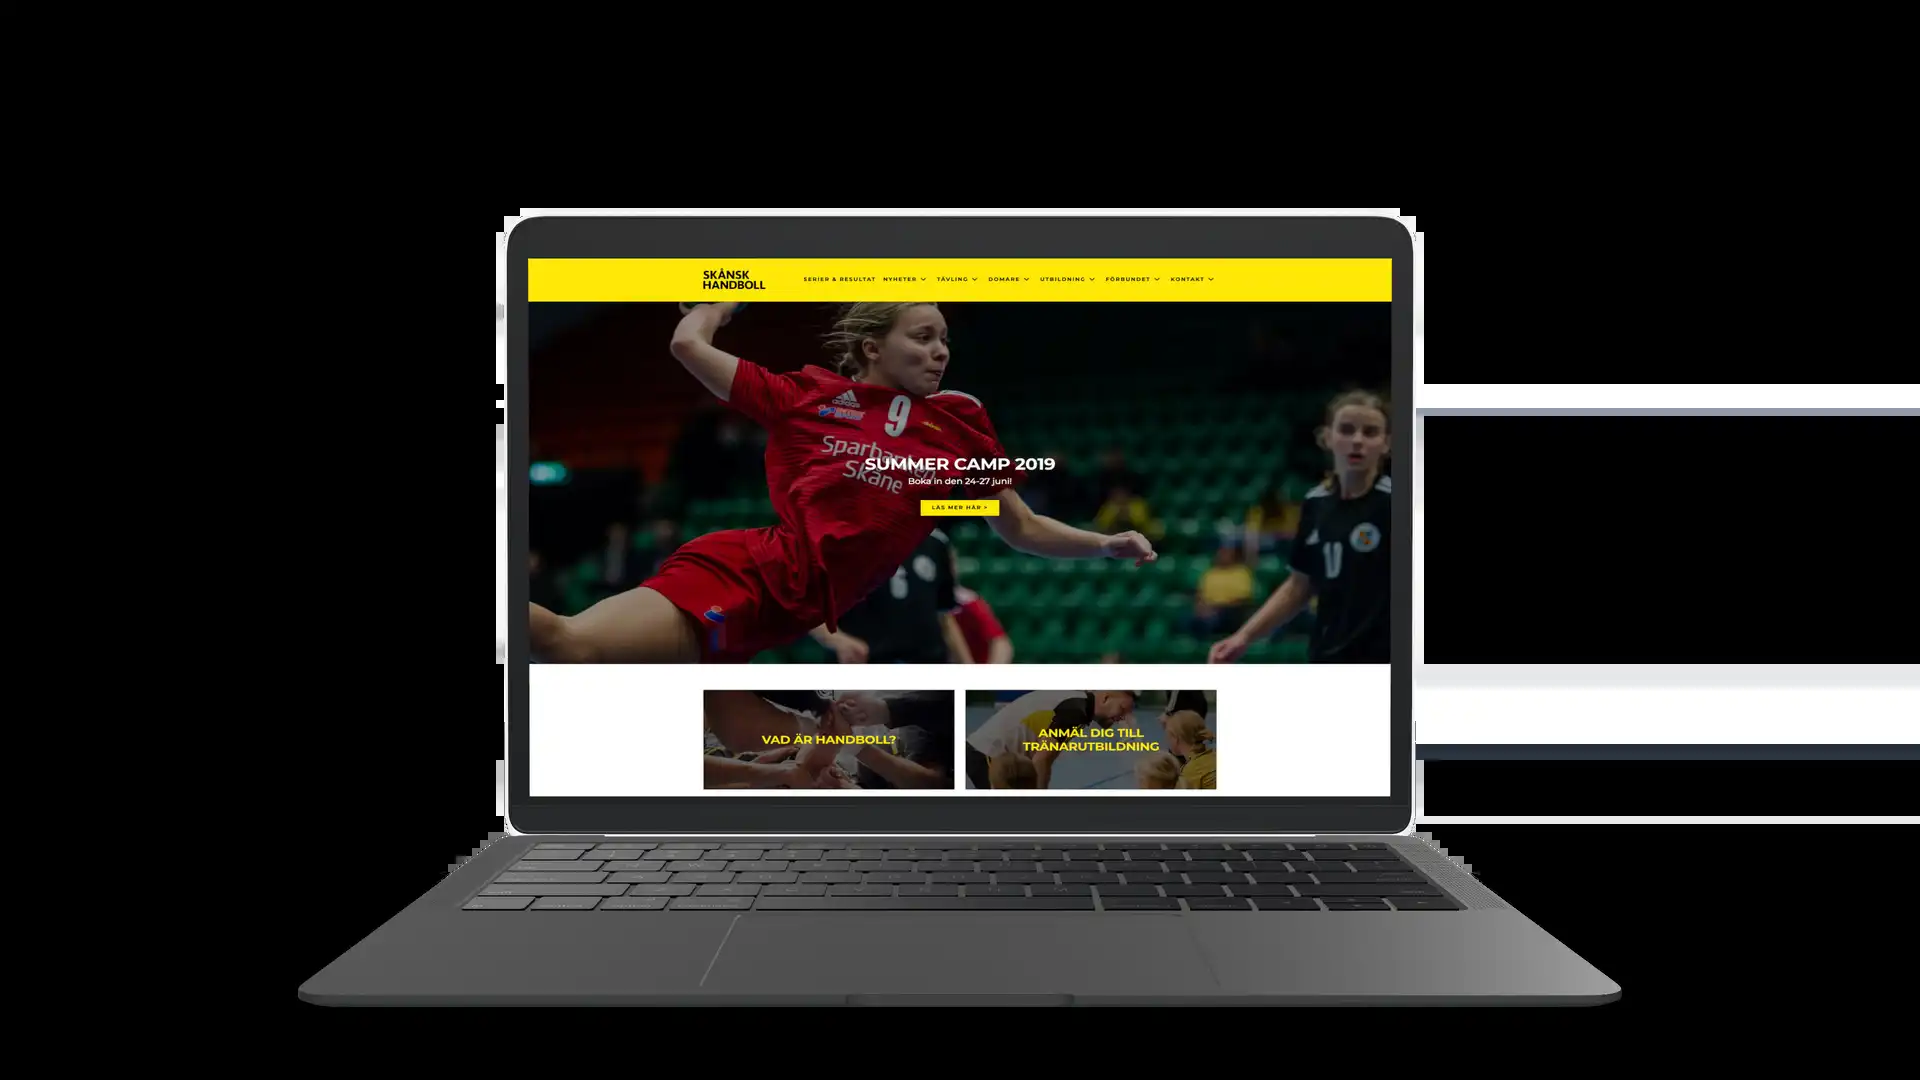 SKÅNSK
HANDBOLL
SERIER & RESULTAT NYHETER TÄVLING DOMARE UTBILDNING FÖRBUNDET KONTAKT
adidas
9
Sparbanken
Skåne
SUMMER CAMP 2019
Boka in den 24-27 juni!
LÄS MER HÄR >
VAD ÄR HANDBOLL?
ANMÄL DIG TILL
TRÄNARUTBILDNING